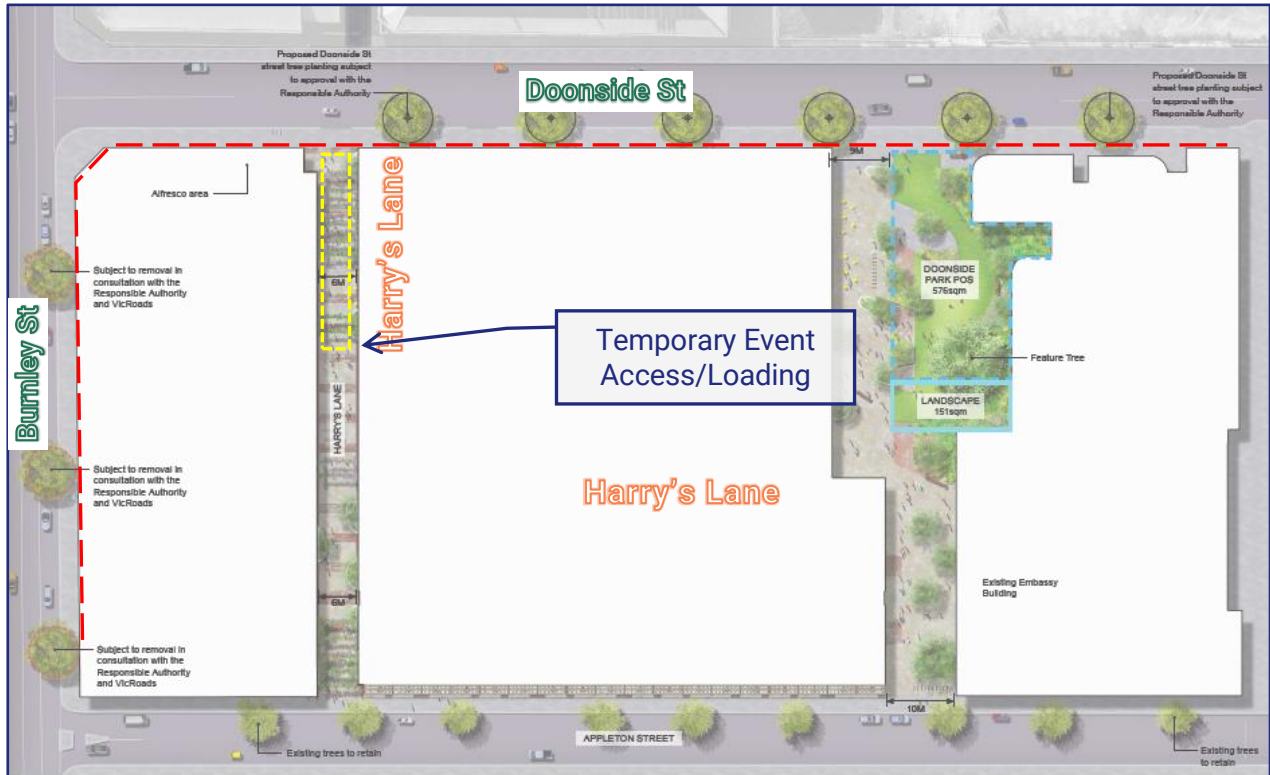 Proposed Doonside St
street tree planting subject
to approval with the
Responsible Authority
Doonside St
Proposed Doonside St
street tree planting subject
to approval with the
Responsible Authority
Alfresco area
9M
Harry's Lane
Subject to removal in
consultation with the
Responsible Authority
and VicRoads
6M
DOONSIDE
PARK POS
576sqm
Burnley St
Temporary Event
Access/Loading
Feature Tree
HARRY'S LANE
LANDSCAPE
151sqm
Subject to removal in
consultation with the
Responsible Authority
and VicRoads
Harry's Lane
Existing Embassy
Building
6M
Subject to removal in
consultation with the
Responsible Authority
and VicRoads
10M
APPLETON STREET
Existing trees to retain
Existing trees
to retain